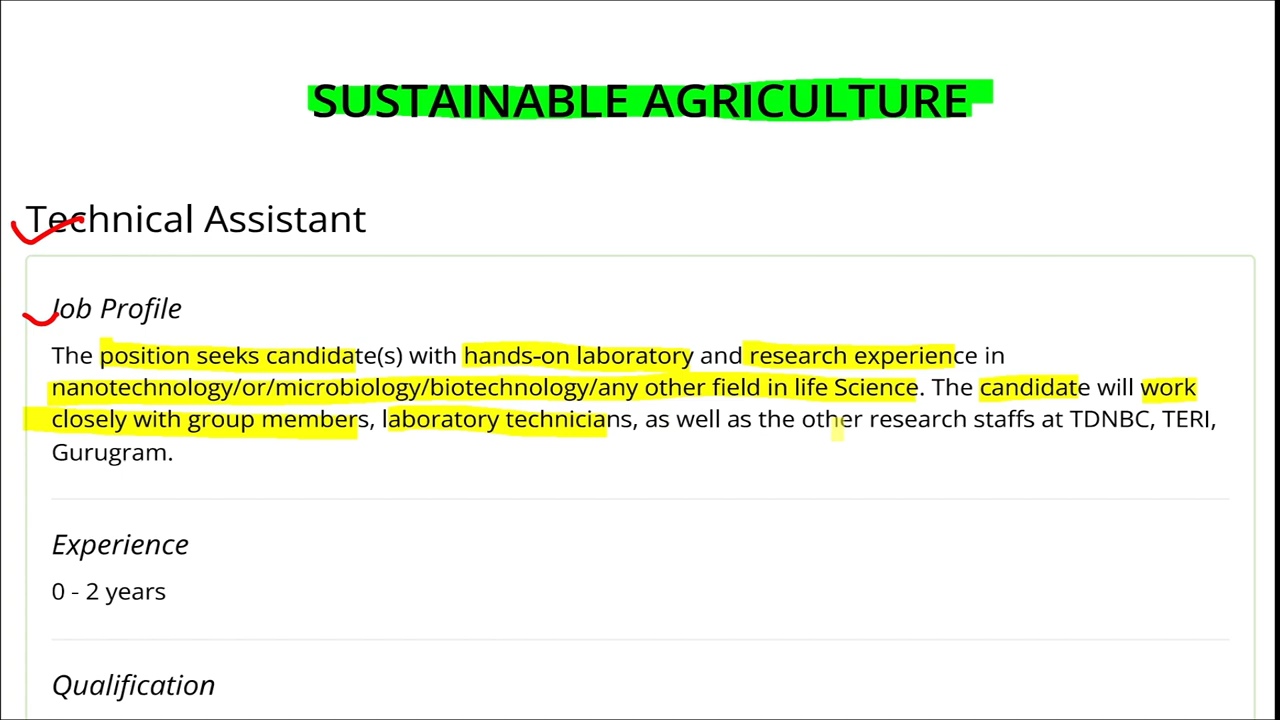 SUSTAINABLE AGRICULTURE
Technical Assistant
Job Profile
The position seeks candidate(s) with hands-on laboratory and research experience in
nanotechnology/or/microbiology/biotechnology/any other field in life Science. The candidate will work
closely with group members, laboratory technicians, as well as the other research staffs at TDNBC, TERI,
Gurugram.
Experience
0 - 2 years
Qualification